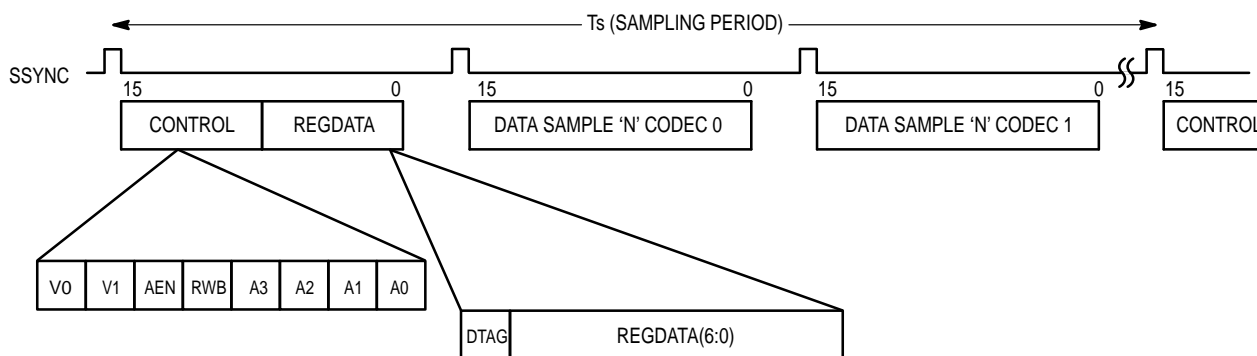 Ts (SAMPLING PERIOD)
SSYNC
15 0 15 0 15 0 15
CONTROL REGDATA DATA SAMPLE ‘N’ CODEC 0 DATA SAMPLE ‘N’ CODEC 1 CONTROL
V0 V1 AEN RWB A3 A2 A1 A0
DTAG REGDATA(6:0)